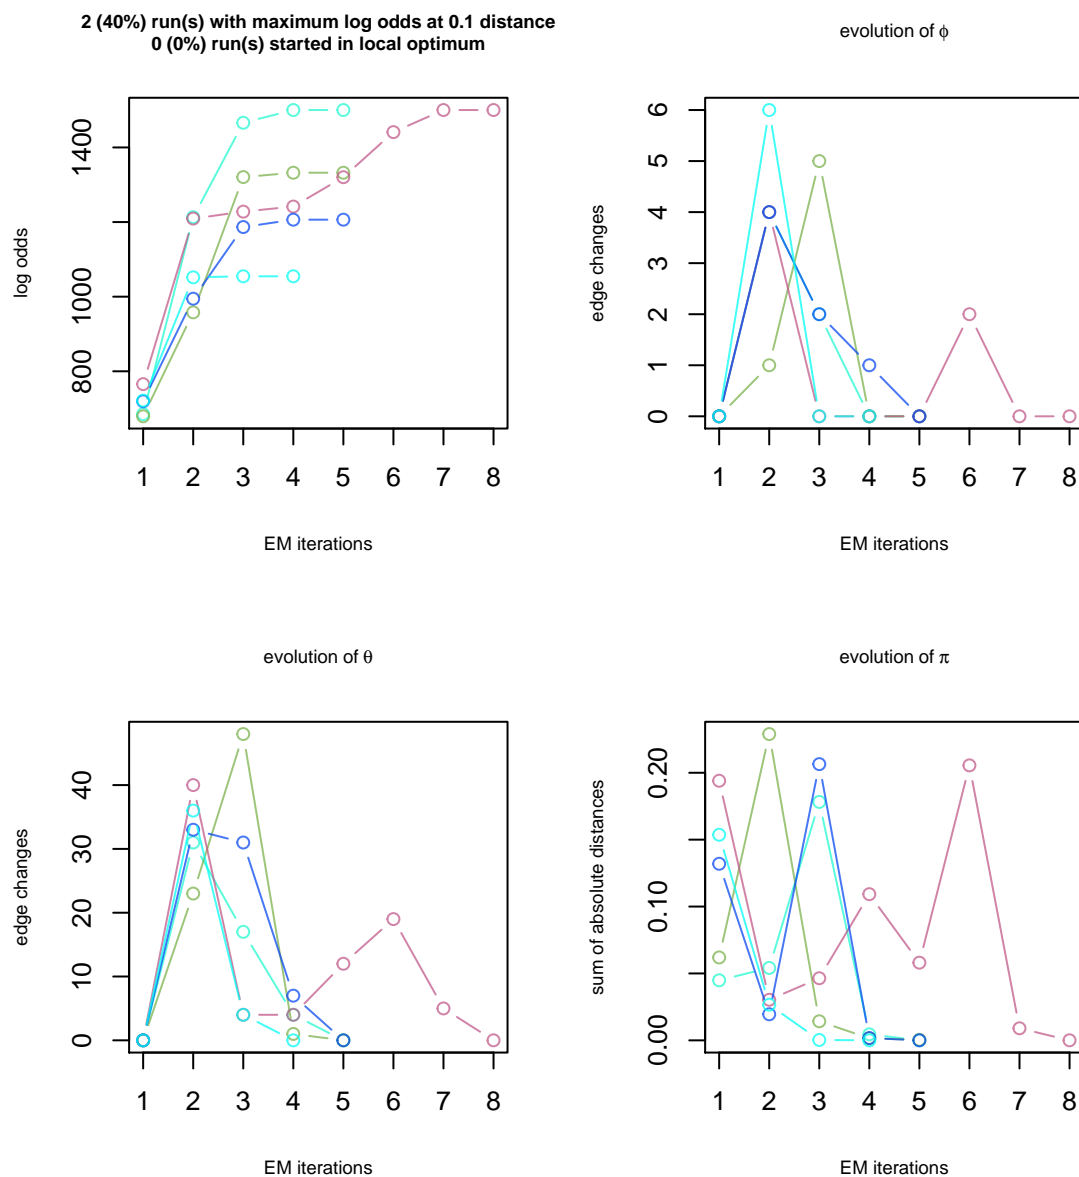 2 (40%) run(s) with maximum log odds at 0.1 distance
0 (0%) run(s) started in local optimum
log odds
1400
1000
800
1 2 3 4 5 6 7 8
EM iterations
evolution of ϕ
edge changes
6
5
4
3
2
1
0
1 2 3 4 5 6 7 8
EM iterations
evolution of θ
edge changes
40
30
20
10
0
1 2 3 4 5 6 7 8
EM iterations
evolution of π
sum of absolute distances
0.20
0.10
0.00
1 2 3 4 5 6 7 8
EM iterations